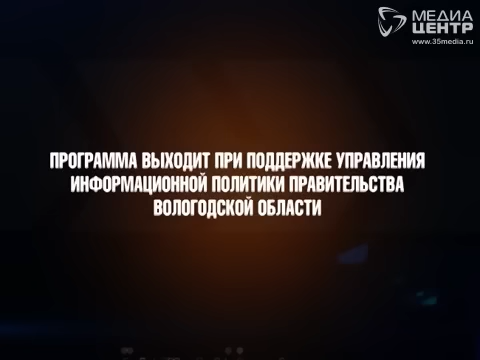 МЕДИА
ЦЕНТР
www.35media.ru
ПРОГРАММА ВЫХОДИТ ПРИ ПОДДЕРЖКЕ УПРАВЛЕНИЯ
ИНФОРМАЦИОННОЙ ПОЛИТИКИ ПРАВИТЕЛЬСТВА
ВОЛОГОДСКОЙ ОБЛАСТИ